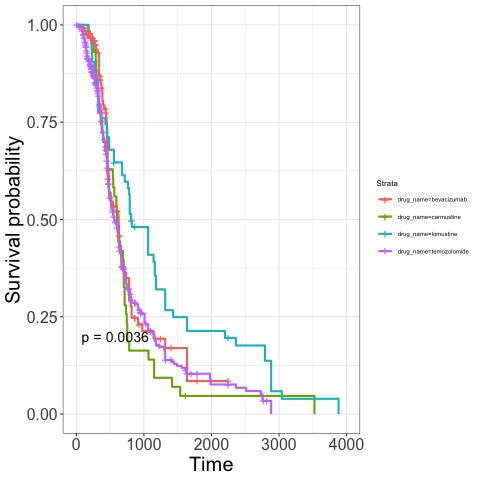 Survival probability
1.00
0.75
0.50
0.25
0.00
p = 0.0036
0 1000 2000 3000 4000
Time
Strata
drug_name=bevacizumab
drug_name=carmustine
drug_name=lomustine
drug_name=temozolomide